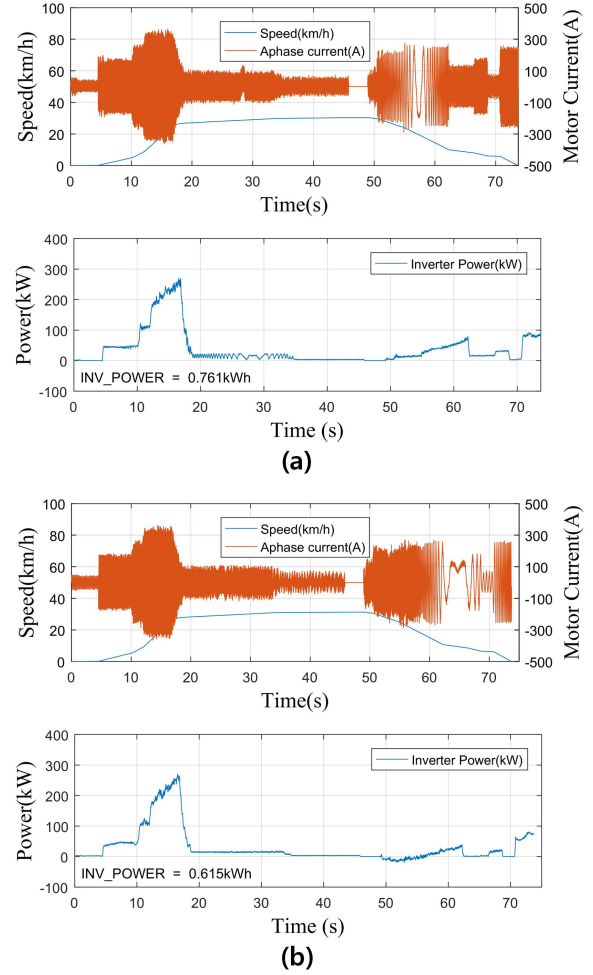 100
80
60
40
20
0
Speed(km/h)
Speed(km/h)
Aphase current(A)
500
300
100
-100
-300
-500
Motor Current(A)
0 10 20 30 40 50 60 70
Time(s)
400
300
200
100
0
-100
Power(kW)
Inverter Power(kW)
INV_POWER = 0.761kWh
0 10 20 30 40 50 60 70
Time (s)
(a)
100
80
60
40
20
0
Speed(km/h)
Speed(km/h)
Aphase current(A)
500
300
100
-100
-300
-500
Motor Current(A)
0 10 20 30 40 50 60 70
Time(s)
400
300
200
100
0
-100
Power(kW)
Inverter Power(kW)
INV_POWER = 0.615kWh
0 10 20 30 40 50 60 70
Time (s)
(b)